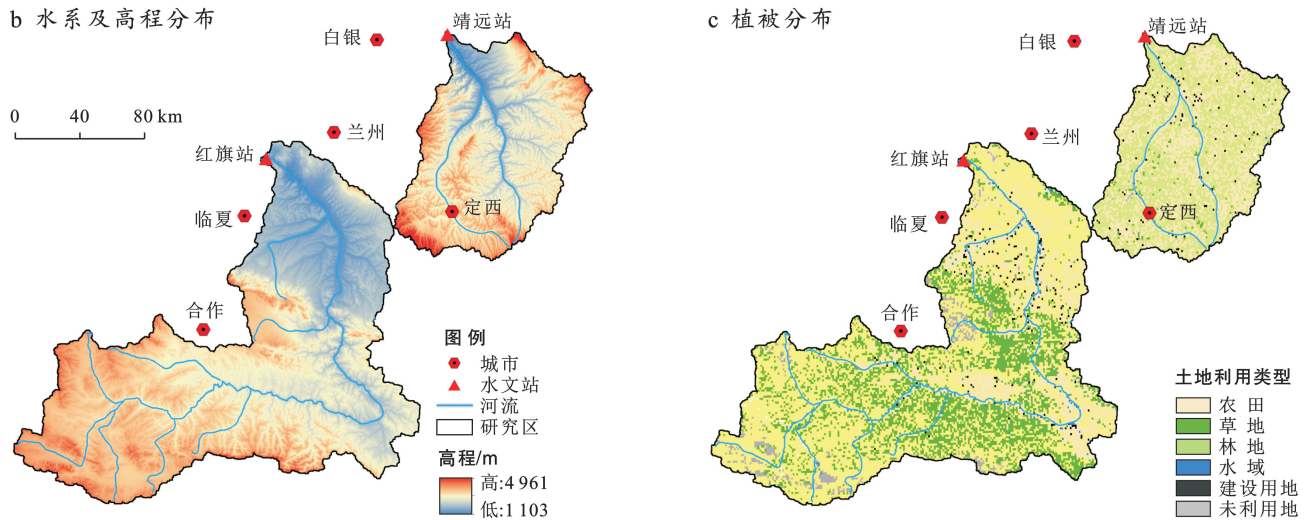 b 水系及高程分布
靖远站
白银
0 40 80 km
兰州
红旗站
临夏
定西
合作
图例
城市
水文站
河流
研究区
高程/m
高:4 961
低:1 103
c 植被分布
靖远站
白银
兰州
红旗站
临夏
定西
合作
土地利用类型
农田
草地
林地
水域
建设用地
未利用地